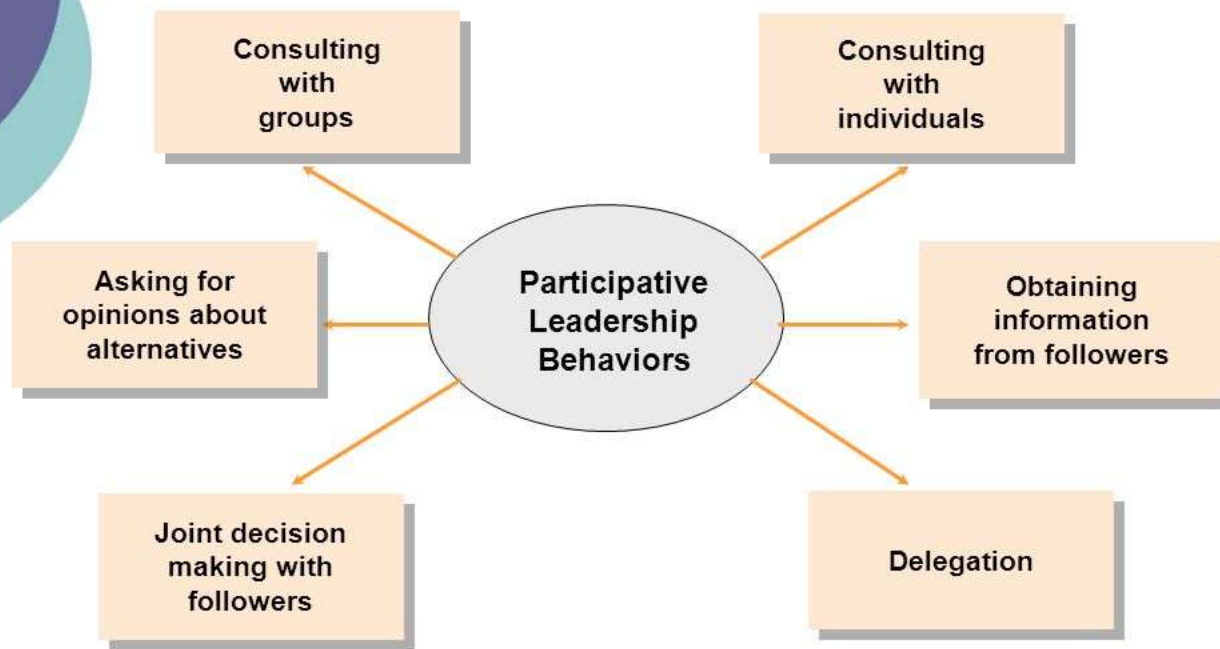 Consulting
with
groups
Consulting
with
individuals
Asking for
opinions about
alternatives
Participative
Leadership
Behaviors
Obtaining
information
from followers
Joint decision
making with
followers
Delegation